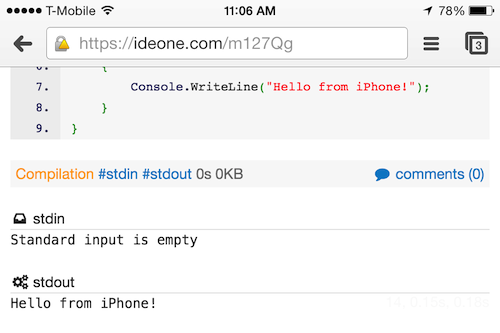 T-Mobile 11:06 AM 78%
https://ideone.com/m127Qg 3
6. {
7. Console.WriteLine("Hello from iPhone!");
8. }
9. }
Compilation #stdin #stdout 0s 0KB comments (0)
stdin
Standard input is empty
stdout
Hello from iPhone!